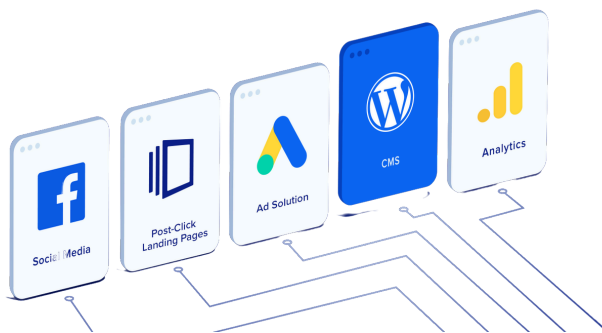 Social Media
Post-Click
Landing Pages
Ad Solution
CMS
Analytics